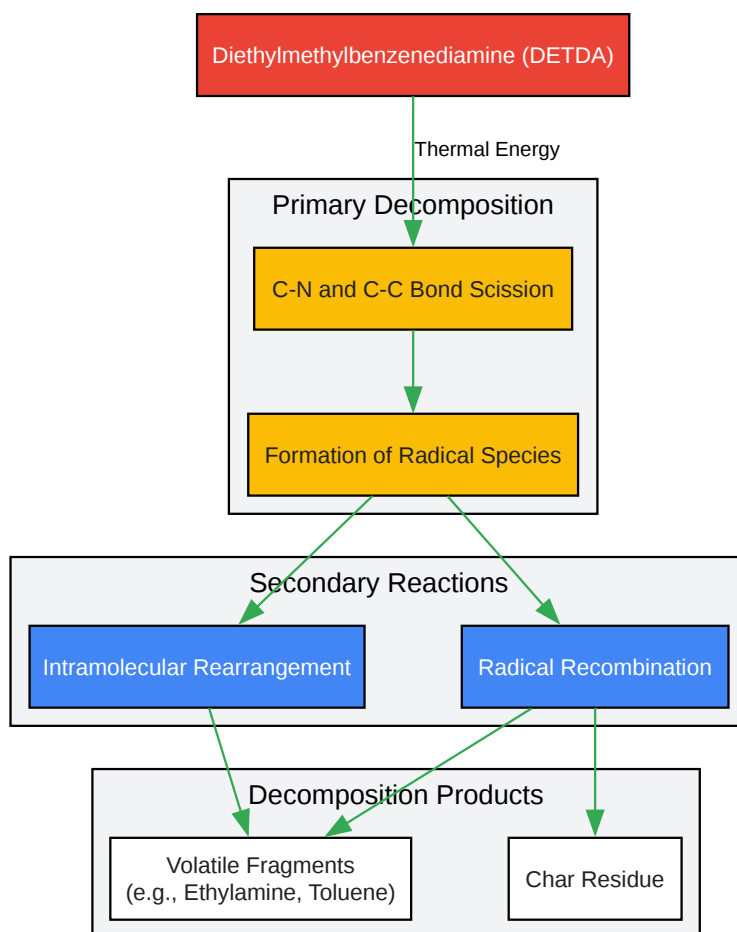 Diethylmethylbenzenediamine (DETDA)
Thermal Energy
Primary Decomposition
C-N and C-C Bond Scission
Formation of Radical Species
Secondary Reactions
Intramolecular Rearrangement
Radical Recombination
Decomposition Products
Volatile Fragments
(e.g., Ethylamine, Toluene)
Char Residue